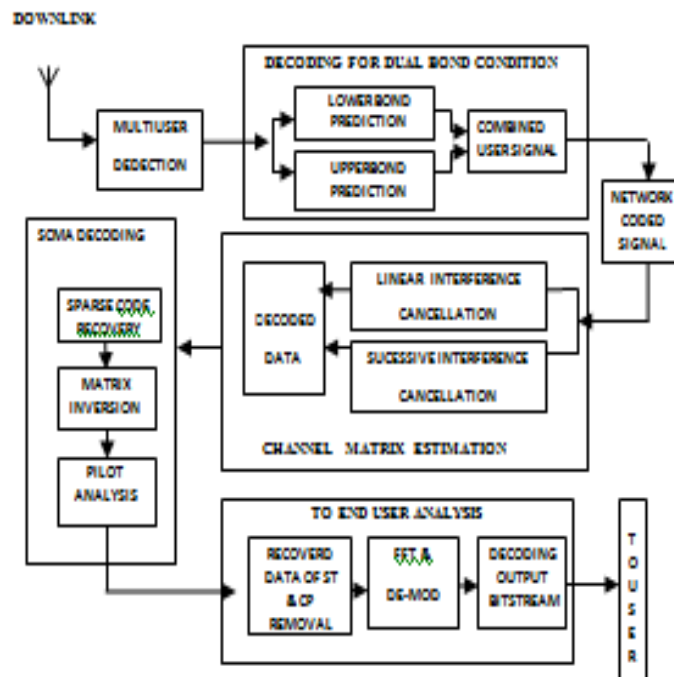 DOWNLINK
DECODING FOR DUAL BOND CONDITION
MULTIUSER
DEDECTION
LOWER BOND
PREDICTION
UPPERBOND
PREDICTION
COMBINED
USER SIGNAL
NETWORK
CODED
SIGNAL
SCMA DECODING
SPARSE CODE
RECOVERY
MATRIX
INVERSION
PILOT
ANALYSIS
DECODED
DATA
LINEAR INTERFERENCE
CANCELLATION
SUCESSIVE INTERFERENCE
CANCELLATION
CHANNEL MATRIX ESTIMATION
TO END USER ANALYSIS
RECOVERD
DATA OF ST
& CP
REMOVAL
FFT &
DE-MOD
DECODING
OUTPUT
BITSTREAM
T
O
U
S
E
R